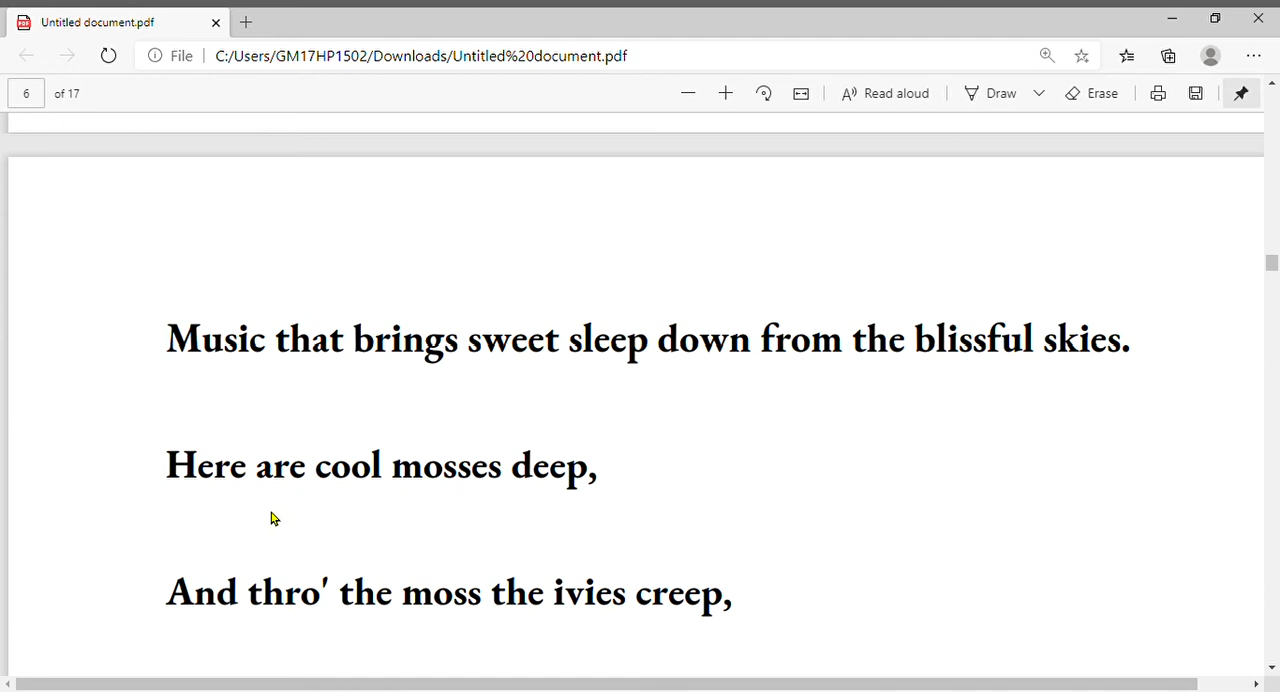 Untitled document.pdf
File C:/Users/GM17HP1502/Downloads/Untitled%20document.pdf
6 of 17 Read aloud Draw Erase
Music that brings sweet sleep down from the blissful skies.
Here are cool mosses deep,
And thro' the moss the ivies creep,